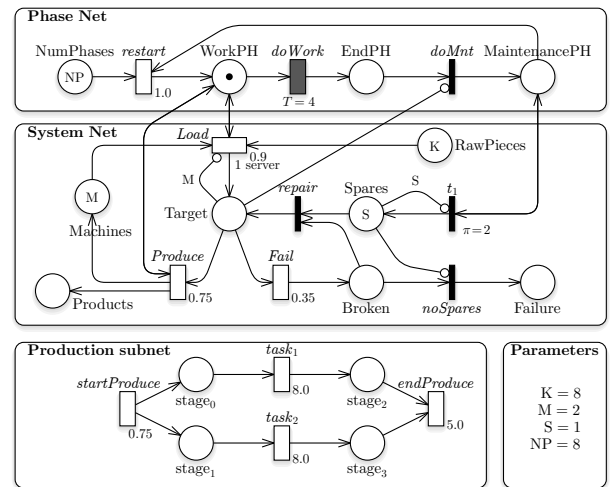 Phase Net
NumPhases restart WorkPH doWork EndPH doMnt MaintenancePH
NP
1.0
T = 4
System Net
Load
0.9
1 server
K RawPieces
M
M
Machines
Target
repair
Spares
S
S
t1
π=2
Produce
0.75
Fail
0.35
Products
Broken
noSpares
Failure
Production subnet
startProduce
0.75
stage0
task1
8.0
stage2
endProduce
5.0
stage1
task2
8.0
stage3
Parameters
K = 8
M = 2
S = 1
NP = 8